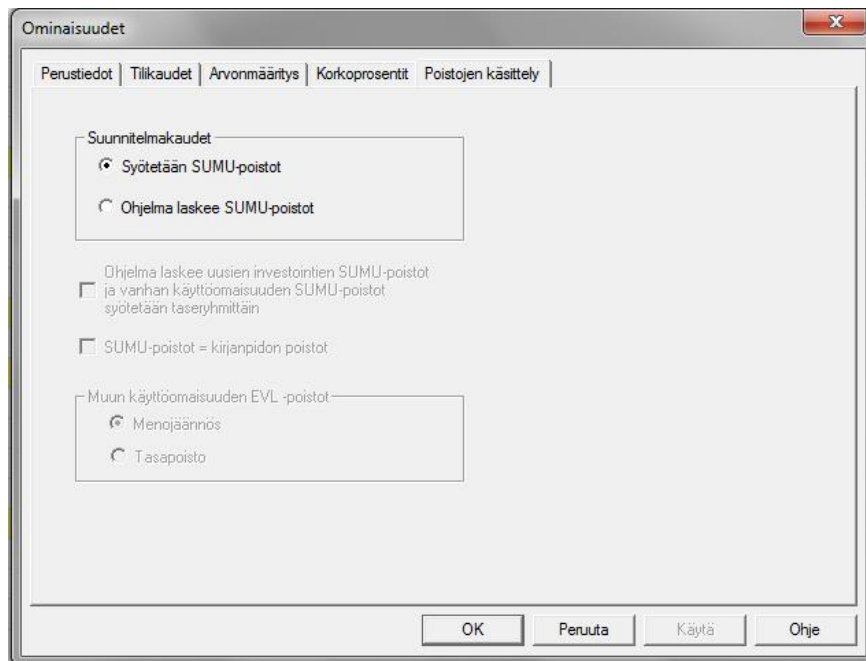 Ominaisuudet
Perustiedot Tilikaudet Arvonmääritys Korkoprosentit Poistojen käsittely
Suunnitelmakaudet
Syötetään SUMU-poistot
Ohjelma laskee SUMU-poistot
Ohjelma laskee uusien investointien SUMU-poistot
ja vanhan käyttöomaisuuden SUMU-poistot
syötetään taseryhmittäin
SUMU-poistot = kirjanpidon poistot
Muun käyttöomaisuuden EVL -poistot
Menojäännös
Tasapoisto
OK Peruuta Käytä Ohje